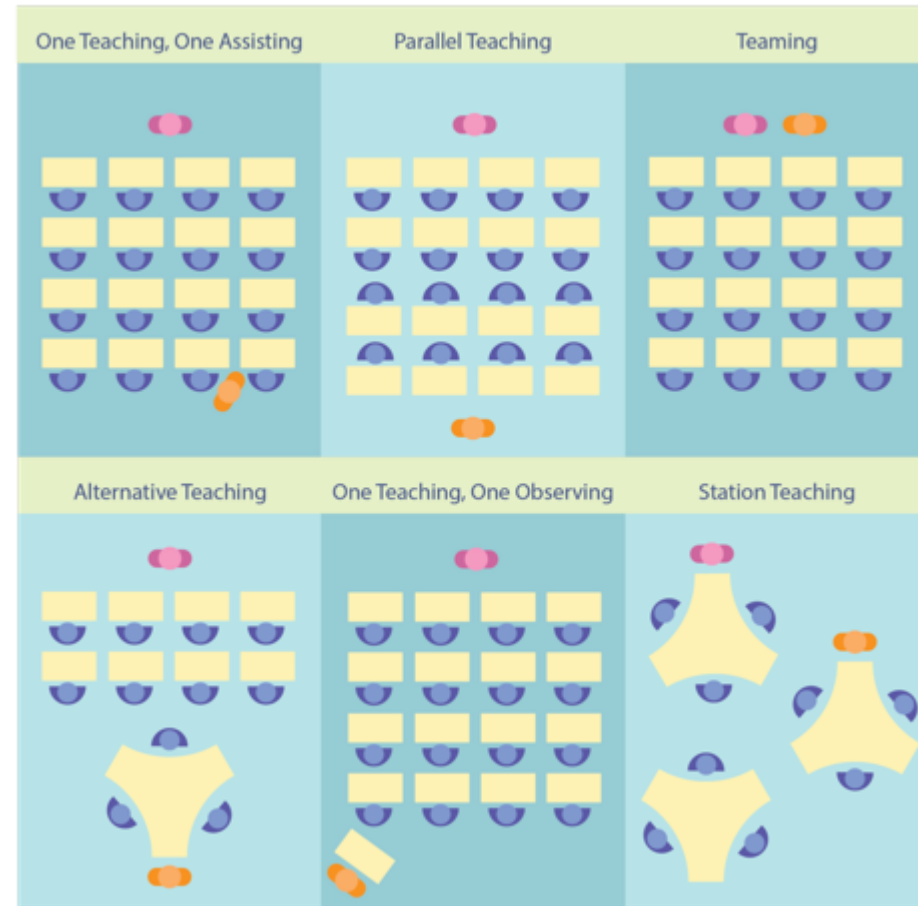 One Teaching, One Assisting
Parallel Teaching
Teaming
Alternative Teaching
One Teaching, One Observing
Station Teaching